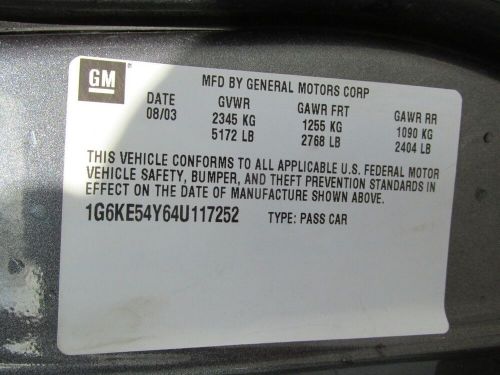 GM
MFD BY GENERAL MOTORS CORP
DATE GVWR GAWR FRT GAWR RR
08/03 2345 KG 1255 KG 1090 KG
5172 LB 2768 LB 2404 LB
THIS VEHICLE CONFORMS TO ALL APPLICABLE U.S. FEDERAL MOTOR
VEHICLE SAFETY, BUMPER, AND THEFT PREVENTION STANDARDS IN
EFFECT ON THE DATE OF MANUFACTURE SHOWN ABOVE.
1G6KE54Y64U117252 TYPE: PASS CAR